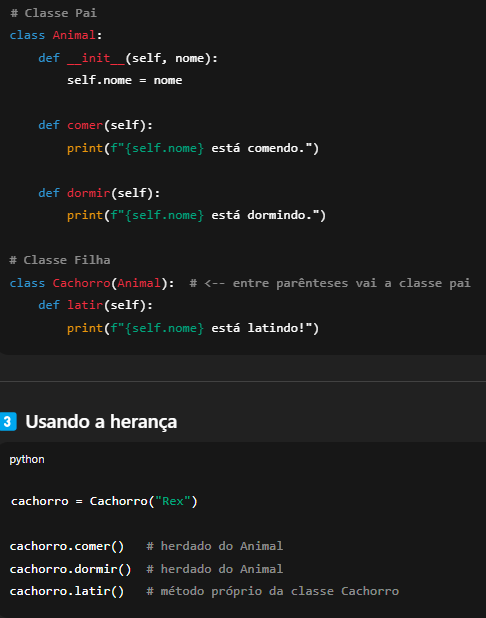 # Classe Pai
class Animal:
    def __init__(self, nome):
        self.nome = nome

    def comer(self):
        print(f"{self.nome} está comendo.")

    def dormir(self):
        print(f"{self.nome} está dormindo.")

# Classe Filha
class Cachorro(Animal):  # <-- entre parênteses vai a classe pai
    def latir(self):
        print(f"{self.nome} está latindo!")

3 Usando a herança
python
cachorro = Cachorro("Rex")

cachorro.comer()   # herdado do Animal
cachorro.dormir()  # herdado do Animal
cachorro.latir()   # método próprio da classe Cachorro